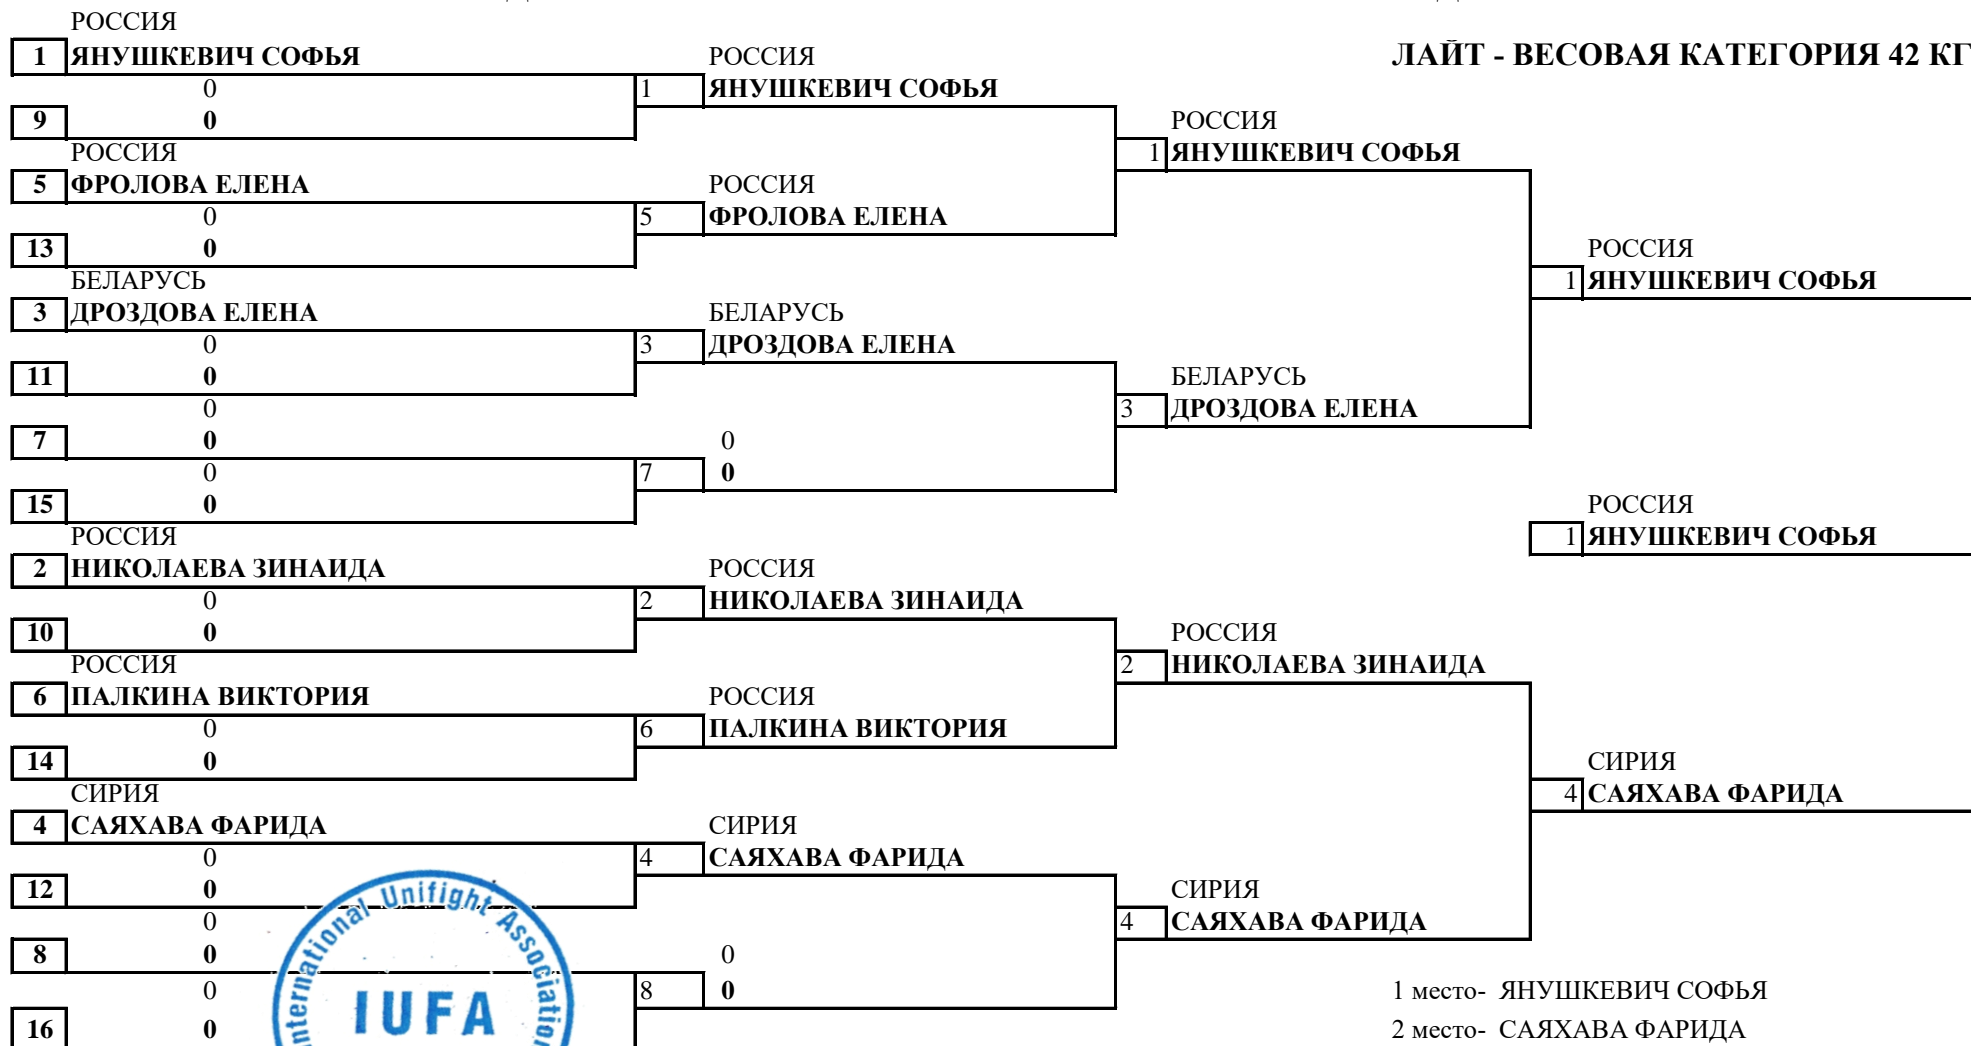 РОССИЯ
1 ЯНУШКЕВИЧ СОФЬЯ
РОССИЯ
ЛАЙТ - ВЕСОВАЯ КАТЕГОРИЯ 42 КГ
0
1 ЯНУШКЕВИЧ СОФЬЯ
9 0
РОССИЯ
РОССИЯ
1 ЯНУШКЕВИЧ СОФЬЯ
5 ФРОЛОВА ЕЛЕНА
РОССИЯ
0
5 ФРОЛОВА ЕЛЕНА
13 0
РОССИЯ
БЕЛАРУСЬ
1 ЯНУШКЕВИЧ СОФЬЯ
3 ДРОЗДОВА ЕЛЕНА
БЕЛАРУСЬ
0
3 ДРОЗДОВА ЕЛЕНА
11 0
БЕЛАРУСЬ
0
3 ДРОЗДОВА ЕЛЕНА
7 0
0
0
7 0
15 0
РОССИЯ
РОССИЯ
1 ЯНУШКЕВИЧ СОФЬЯ
2 НИКОЛАЕВА ЗИНАИДА
РОССИЯ
0
2 НИКОЛАЕВА ЗИНАИДА
10 0
РОССИЯ
РОССИЯ
2 НИКОЛАЕВА ЗИНАИДА
6 ПАЛКИНА ВИКТОРИЯ
РОССИЯ
0
6 ПАЛКИНА ВИКТОРИЯ
14 0
СИРИЯ
СИРИЯ
4 САЯХАВА ФАРИДА
4 САЯХАВА ФАРИДА
СИРИЯ
0
4 САЯХАВА ФАРИДА
12 0
СИРИЯ
0
4 САЯХАВА ФАРИДА
8 0
0
0
8 0
1 место- ЯНУШКЕВИЧ СОФЬЯ
16 0
2 место- САЯХАВА ФАРИДА
International Unifight Association
IUFA